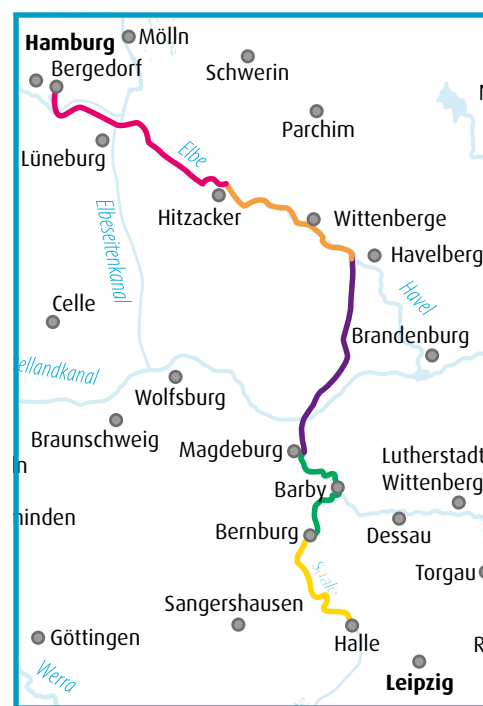 Hamburg
Mölln
Bergedorf
Schwerin
Parchim
Lüneburg
Elbe
Hitzacker
Wittenberge
Elbeseitenkanal
Havelberg
Havel
Celle
Brandenburg
ellandkanal
Wolfsburg
Braunschweig
Magdeburg
Lutherstadt
Wittenberg
n
Barby
ninden
Bernburg
Dessau
Saale
Torgau
Sangershausen
Göttingen
Halle
R
Werra
Leipzig